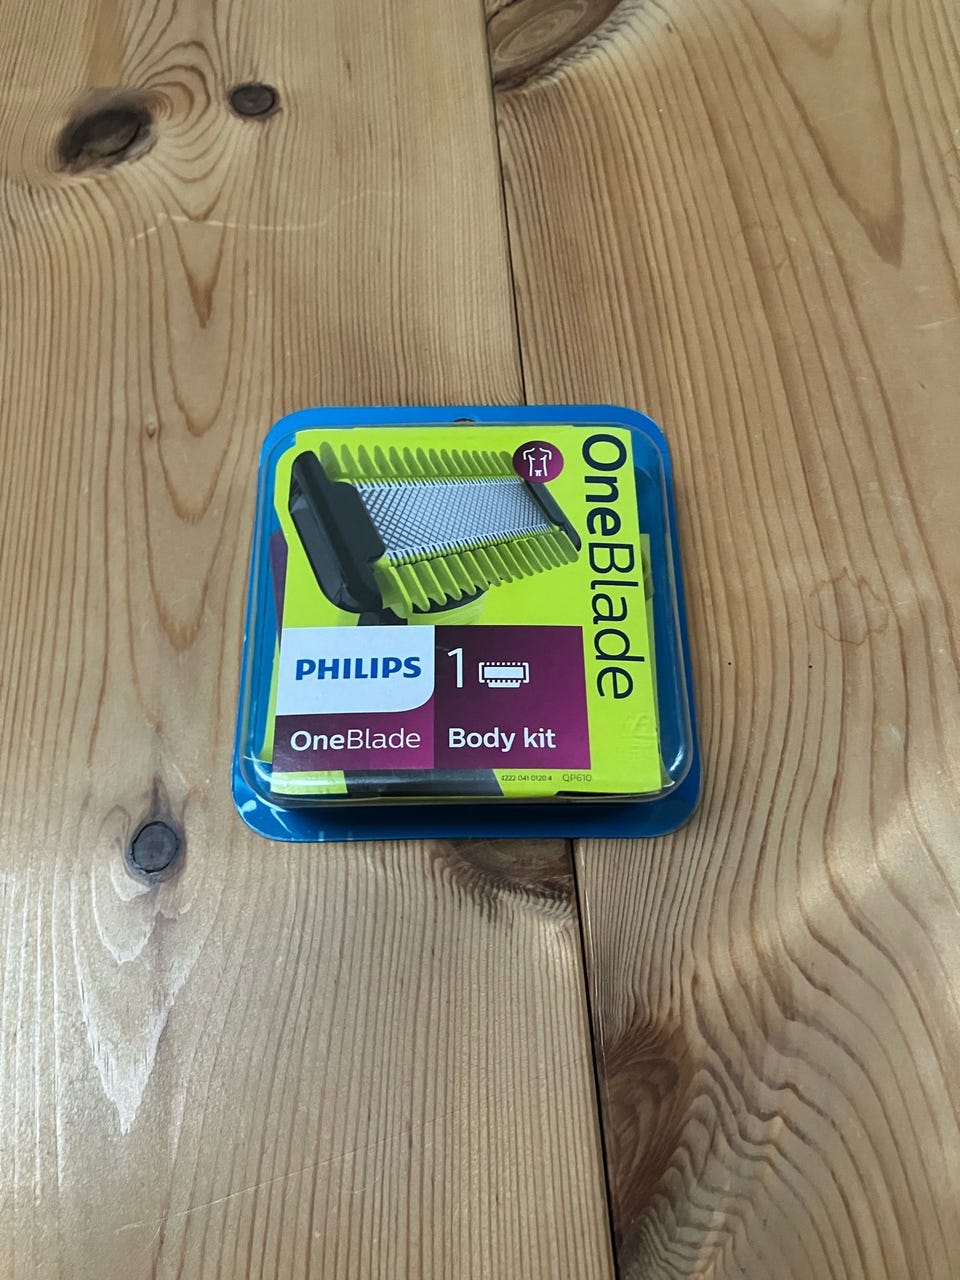 OneBlade
PHILIPS
1
OneBlade
Body kit
4222 041 0120 4 QP610